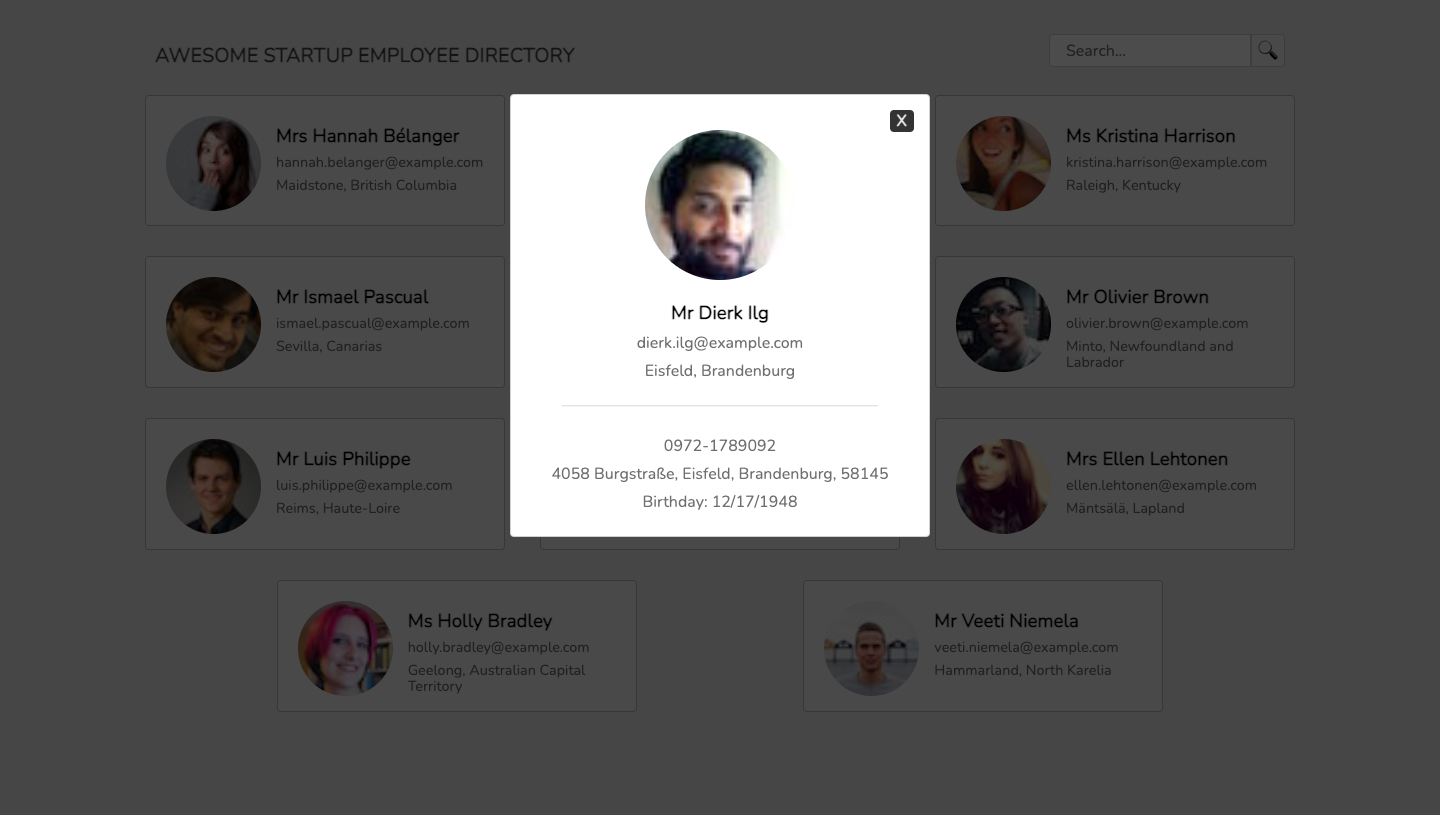 AWESOME STARTUP EMPLOYEE DIRECTORY
Search...
Mrs Hannah Bélanger
hannah.belanger@example.com
Maidstone, British Columbia
X
Mr Dierk Ilg
dierk.ilg@example.com
Eisfeld, Brandenburg
0972-1789092
4058 Burgstraße, Eisfeld, Brandenburg, 58145
Birthday: 12/17/1948
Ms Kristina Harrison
kristina.harrison@example.com
Raleigh, Kentucky
Mr Ismael Pascual
ismael.pascual@example.com
Sevilla, Canarias
Mr Olivier Brown
olivier.brown@example.com
Minto, Newfoundland and
Labrador
Mr Luis Philippe
luis.philippe@example.com
Reims, Haute-Loire
Mrs Ellen Lehtonen
ellen.lehtonen@example.com
Mäntsälä, Lapland
Ms Holly Bradley
holly.bradley@example.com
Geelong, Australian Capital
Territory
Mr Veeti Niemela
veeti.niemela@example.com
Hammarland, North Karelia